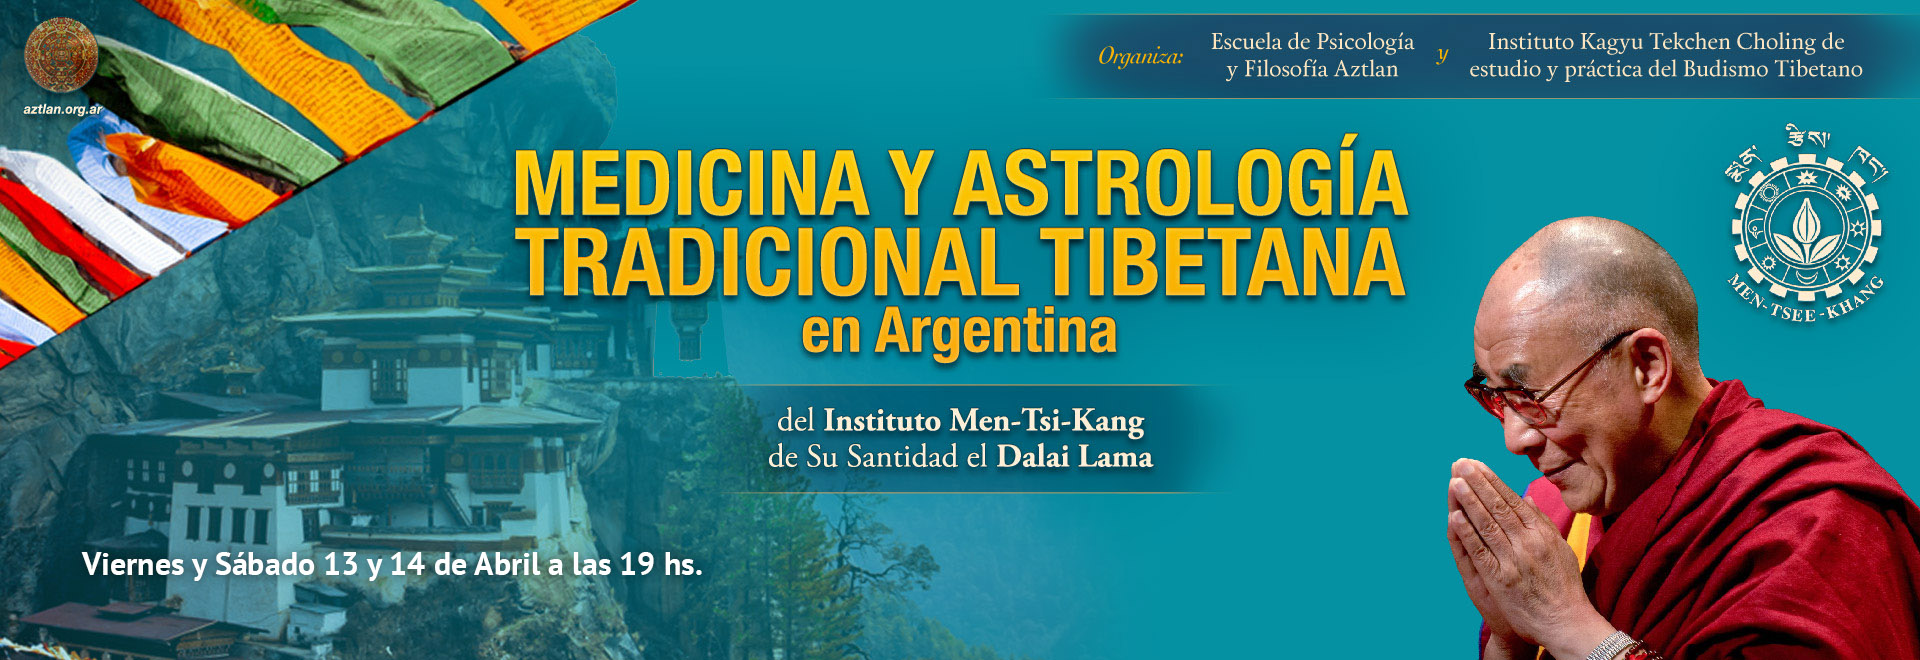 aztlan.org.ar
Organiza:
Escuela de Psicología
y Filosofía Aztlan
y
Instituto Kagyu Tekchen Choling de
estudio y práctica del Budismo Tibetano
MEDICINA Y ASTROLOGÍA
TRADICIONAL TIBETANA
en Argentina
སྨན་ རྩིས་ ཁང
MEN-TSEE-KHANG
del Instituto Men-Tsi-Kang
de Su Santidad el Dalai Lama
Viernes y Sábado 13 y 14 de Abril a las 19 hs.